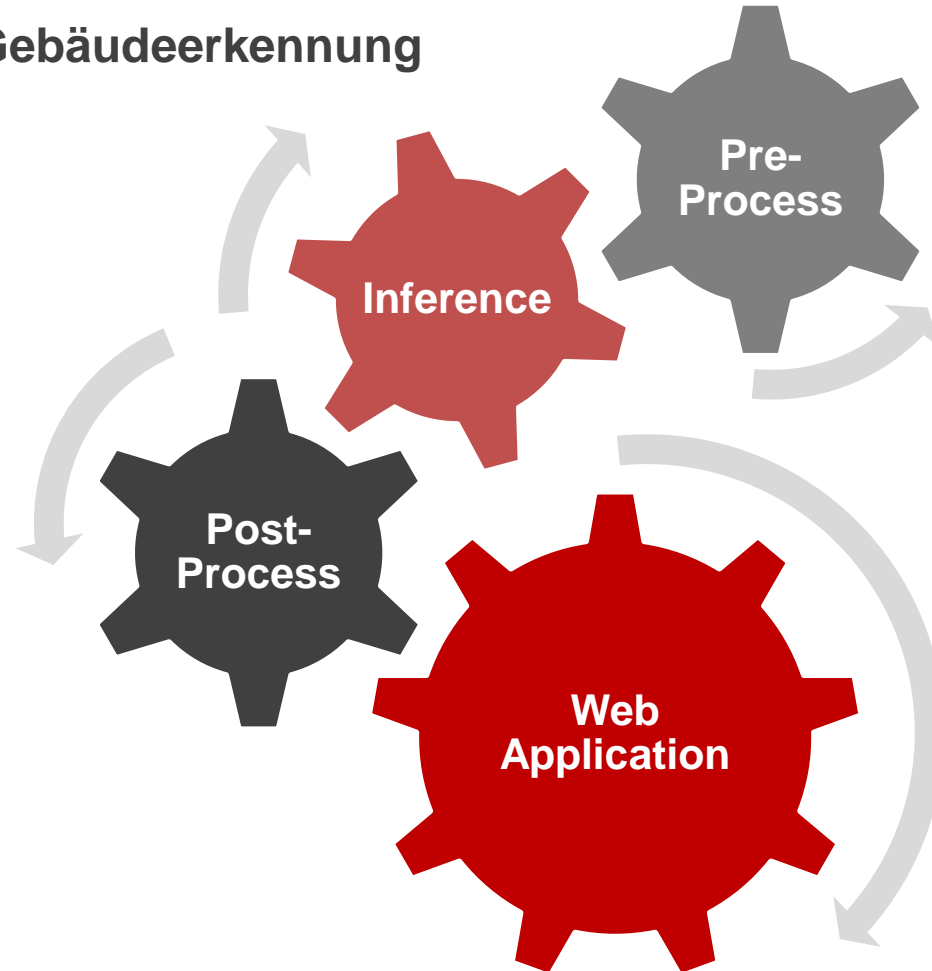 Gebäudeerkennung
Pre-
Process
Inference
Post-
Process
Web
Application